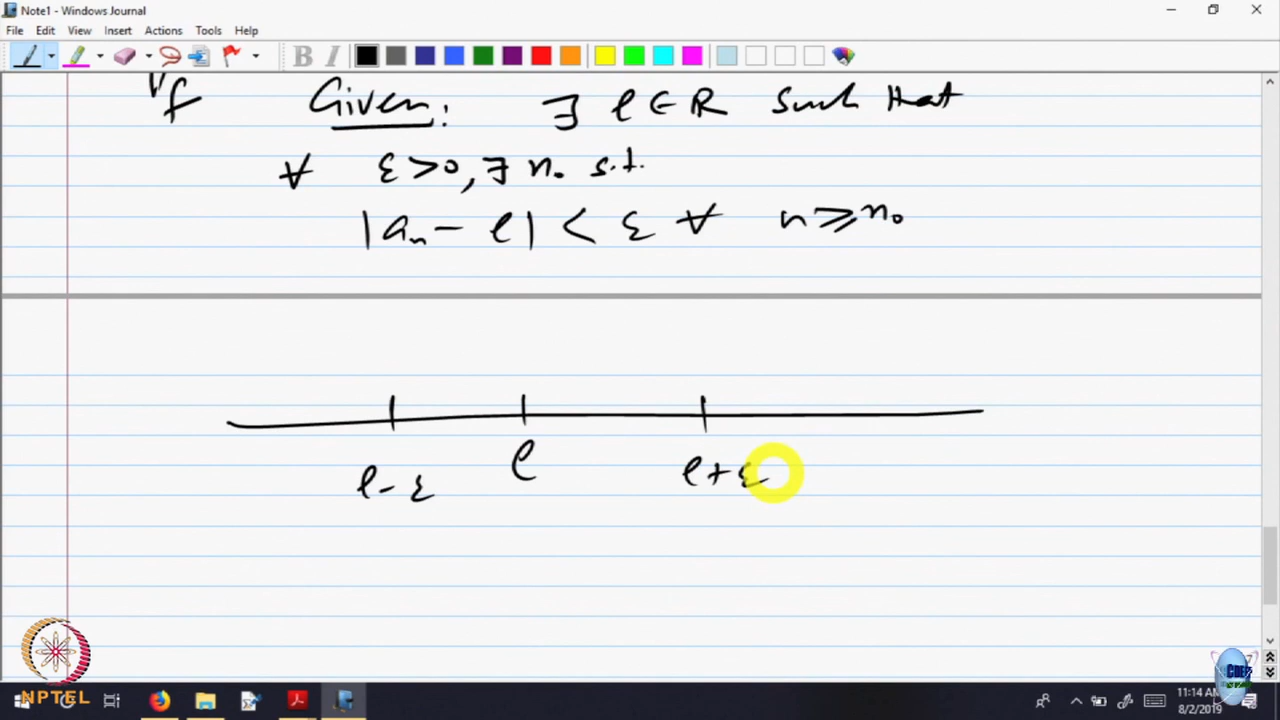 Note1 - Windows Journal
File Edit View Insert Actions Tools Help
Pf Given: ∃ l ∈ R such that
∀ ε > 0, ∃ n₀ s.t.
|aₙ - l| < ε ∀ n ≥ n₀
l - ε l l + ε
NPTEL
11:14 AM
8/2/2019